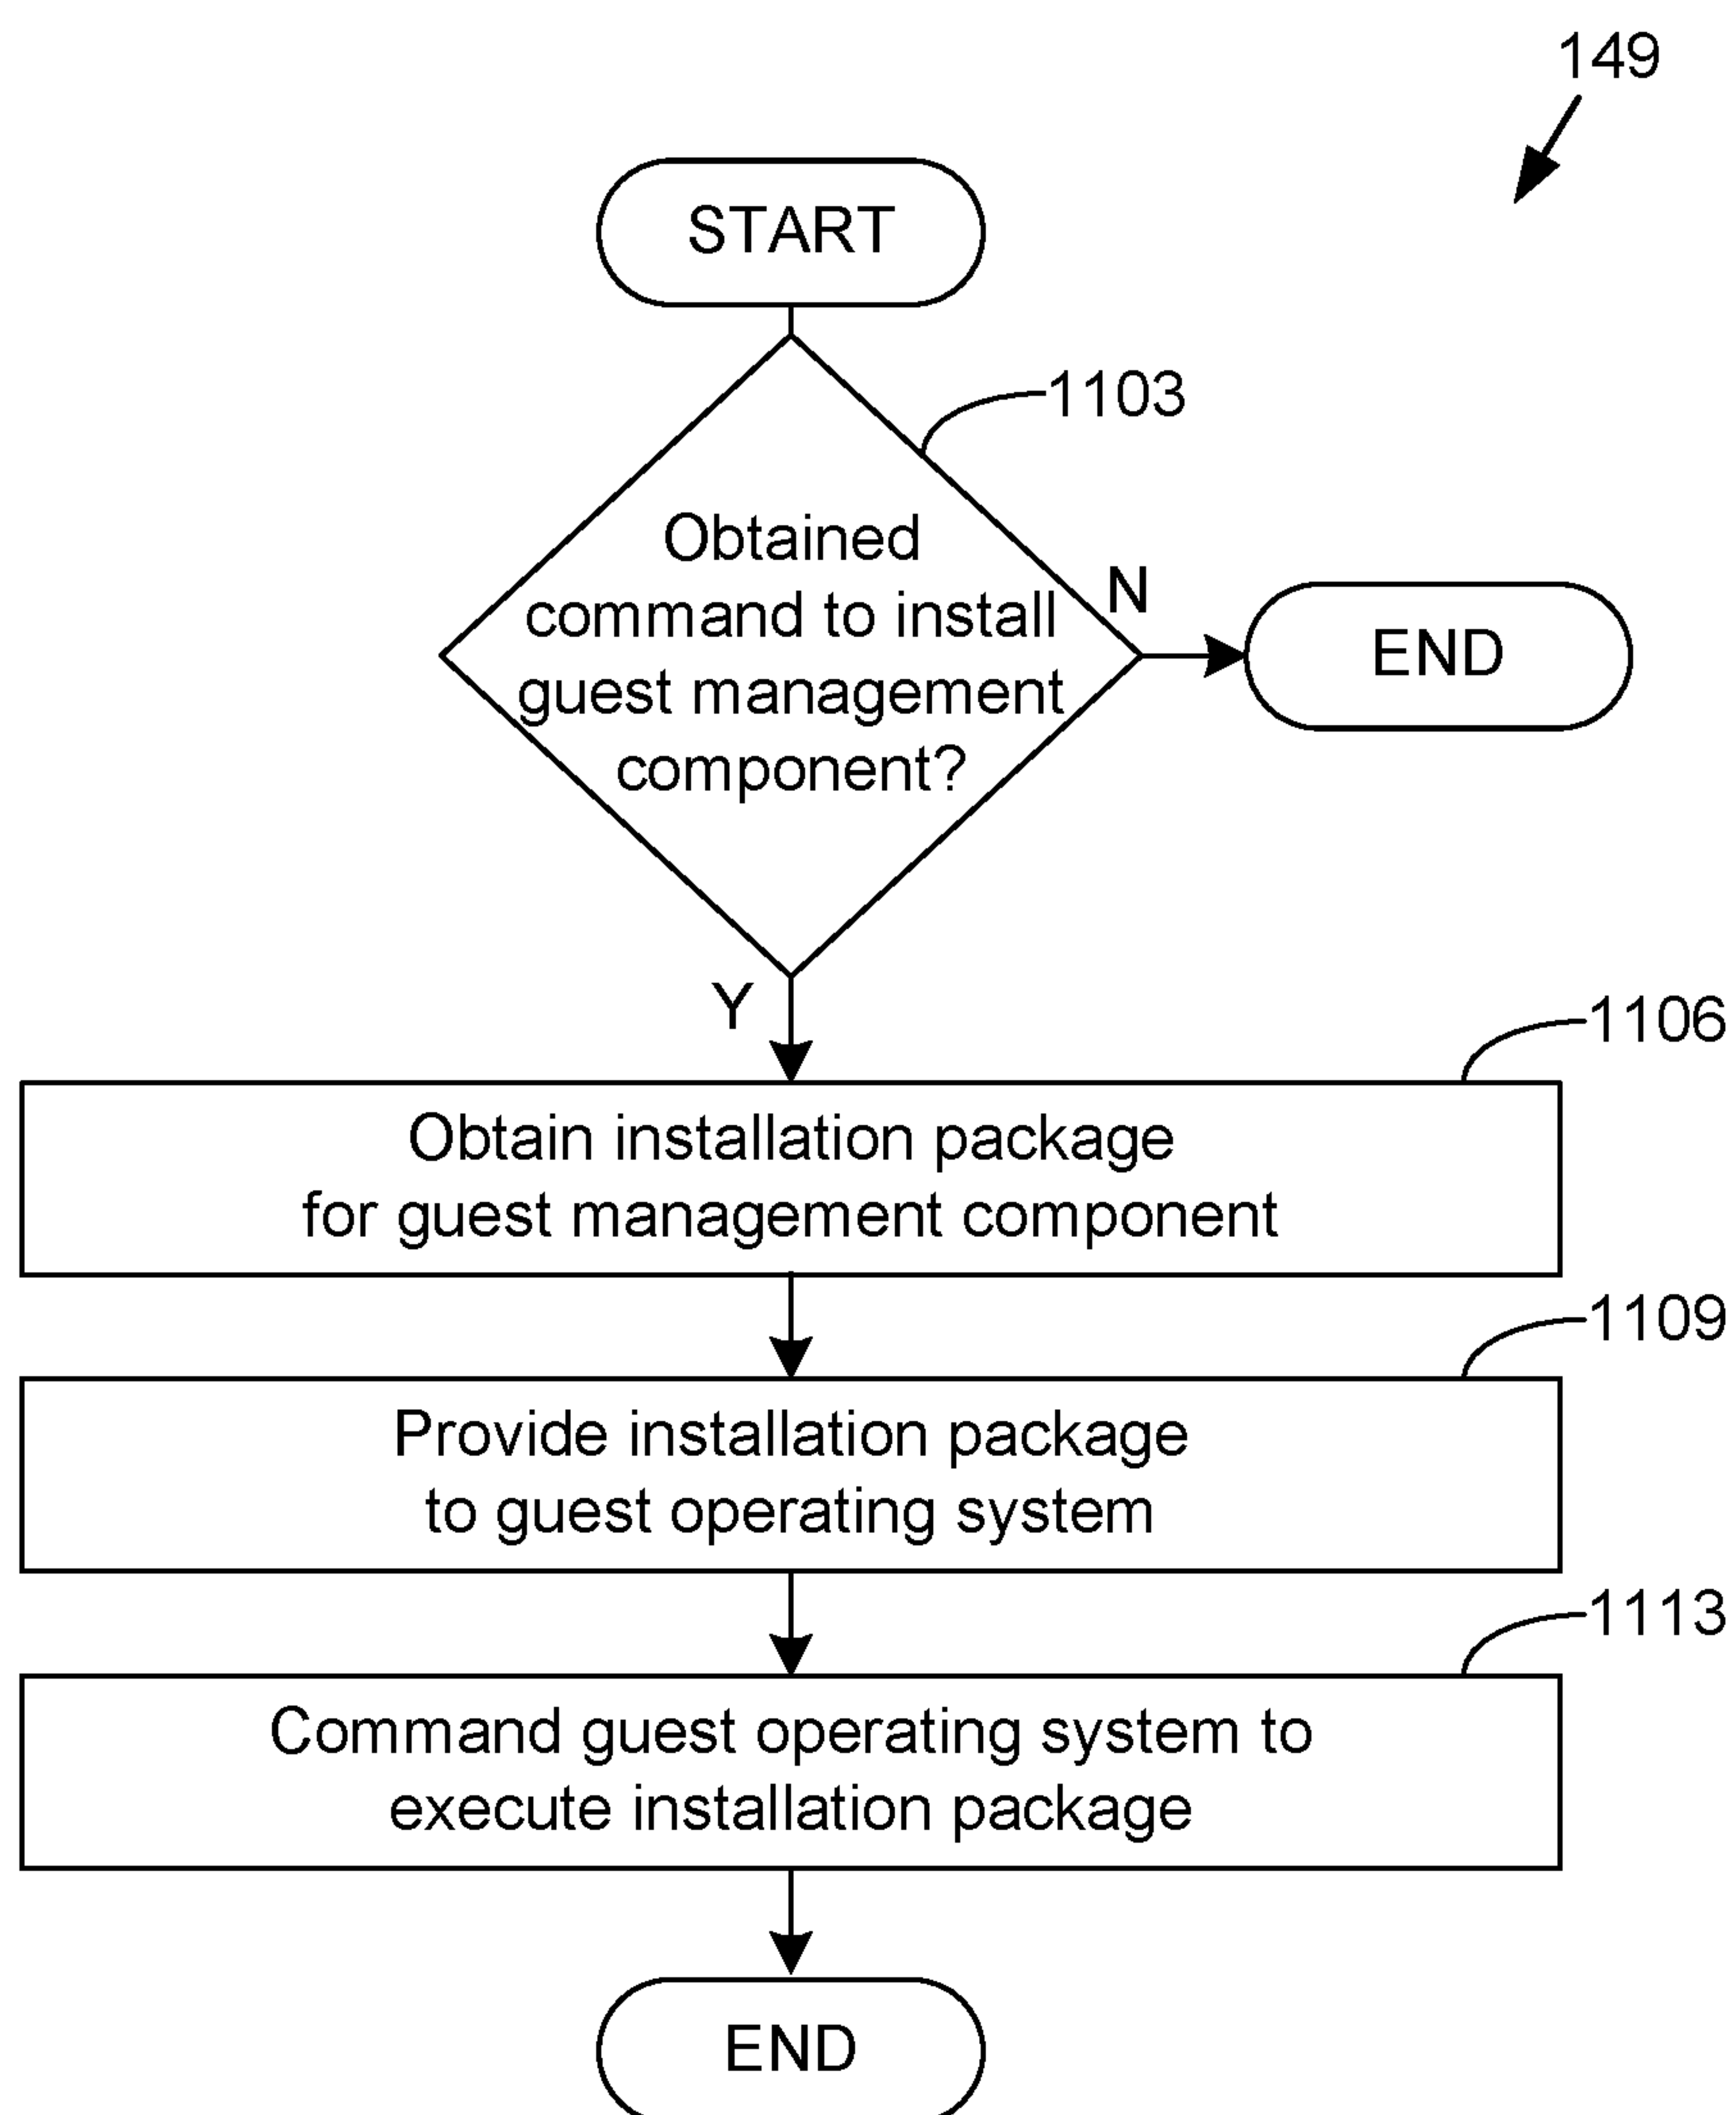 149
START
1103
Obtained
command to install
guest management
component?
N
END
Y
1106
Obtain installation package
for guest management component
1109
Provide installation package
to guest operating system
1113
Command guest operating system to
execute installation package
END